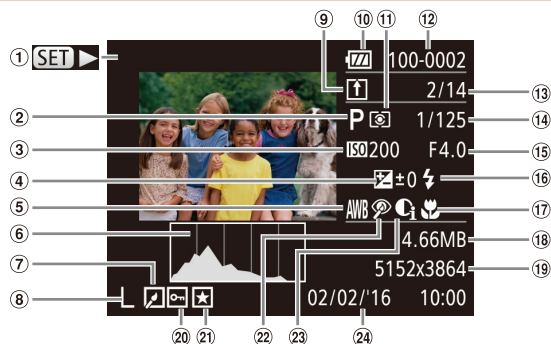 ① SET ⑨ ⑩ ⑪ ⑫
100-0002
2/14 ⑬
② P 1/125 ⑭
③ ISO 200 F4.0 ⑮
④ ±0 ⑯
⑤ AWB i ⑰
⑥ 4.66MB ⑱
5152x3864 ⑲
⑦
⑧ L 02/02/'16 10:00
⑳ ㉑ ㉒ ㉓ ㉔